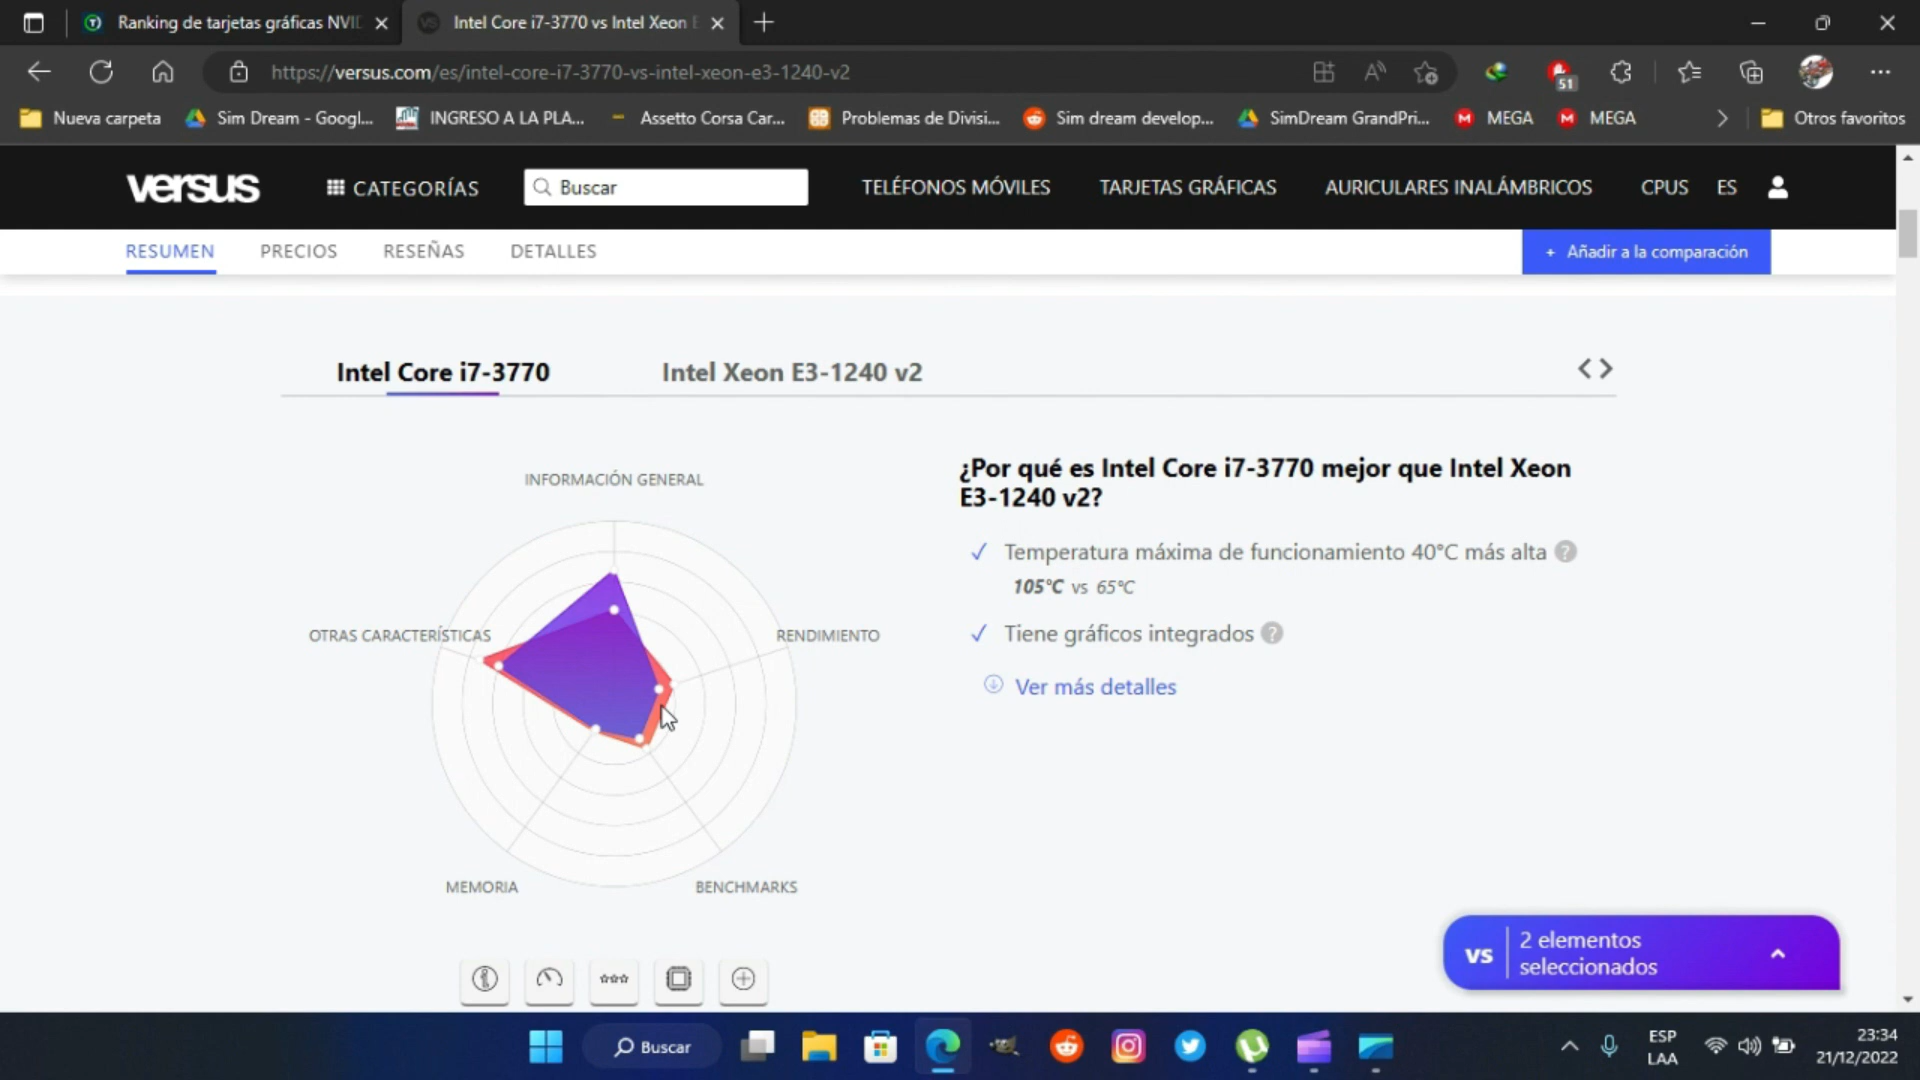 Ranking de tarjetas gráficas NVI
Intel Core i7-3770 vs Intel Xeon E
https://versus.com/es/intel-core-i7-3770-vs-intel-xeon-e3-1240-v2
51
Nueva carpeta
Sim Dream - Googl...
INGRESO A LA PLA...
Assetto Corsa Car...
Problemas de Divisi...
Sim dream develop...
SimDream GrandPri...
MEGA
MEGA
Otros favoritos
versus
CATEGORÍAS
Buscar
TELÉFONOS MÓVILES
TARJETAS GRÁFICAS
AURICULARES INALÁMBRICOS
CPUS
ES
RESUMEN
PRECIOS
RESEÑAS
DETALLES
+ Añadir a la comparación
Intel Core i7-3770
Intel Xeon E3-1240 v2
INFORMACIÓN GENERAL
OTRAS CARACTERÍSTICAS
RENDIMIENTO
MEMORIA
BENCHMARKS
¿Por qué es Intel Core i7-3770 mejor que Intel Xeon
E3-1240 v2?
Temperatura máxima de funcionamiento 40°C más alta ?
105°C vs 65°C
Tiene gráficos integrados ?
Ver más detalles
vs
2 elementos
seleccionados
Buscar
ESP
LAA
23:34
21/12/2022